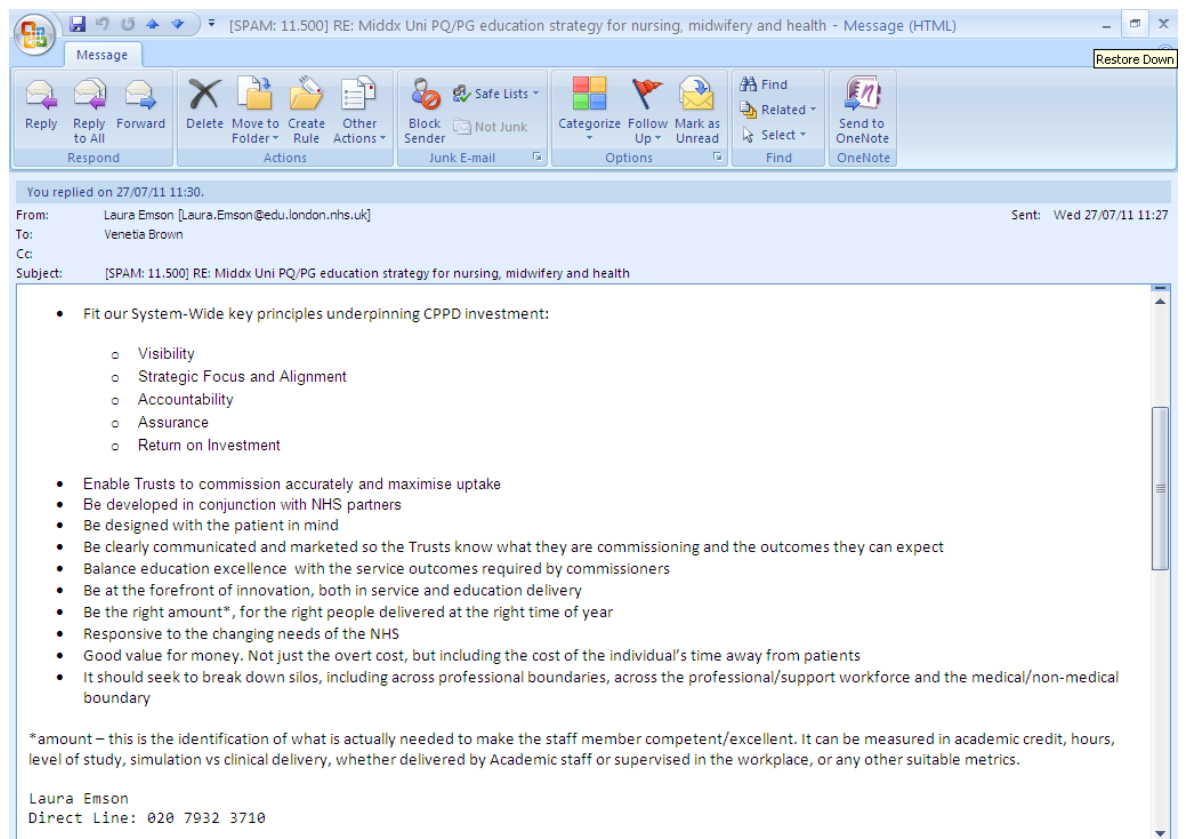 [SPAM: 11.500] RE: Middx Uni PQ/PG education strategy for nursing, midwifery and health - Message (HTML)
Message
Restore Down
Reply
Reply to All
Forward
Respond
Delete
Move to Folder
Create Rule
Other Actions
Actions
Block Sender
Safe Lists
Not Junk
Junk E-mail
Categorize
Follow Up
Mark as Unread
Options
Find
Related
Select
Find
Send to OneNote
OneNote
You replied on 27/07/11 11:30.
From: Laura Emson [Laura.Emson@edu.london.nhs.uk]
Sent: Wed 27/07/11 11:27
To: Venetia Brown
Cc:
Subject: [SPAM: 11.500] RE: Middx Uni PQ/PG education strategy for nursing, midwifery and health
• Fit our System-Wide key principles underpinning CPPD investment:
o Visibility
o Strategic Focus and Alignment
o Accountability
o Assurance
o Return on Investment
• Enable Trusts to commission accurately and maximise uptake
• Be developed in conjunction with NHS partners
• Be designed with the patient in mind
• Be clearly communicated and marketed so the Trusts know what they are commissioning and the outcomes they can expect
• Balance education excellence with the service outcomes required by commissioners
• Be at the forefront of innovation, both in service and education delivery
• Be the right amount*, for the right people delivered at the right time of year
• Responsive to the changing needs of the NHS
• Good value for money. Not just the overt cost, but including the cost of the individual's time away from patients
• It should seek to break down silos, including across professional boundaries, across the professional/support workforce and the medical/non-medical
boundary
*amount – this is the identification of what is actually needed to make the staff member competent/excellent. It can be measured in academic credit, hours,
level of study, simulation vs clinical delivery, whether delivered by Academic staff or supervised in the workplace, or any other suitable metrics.
Laura Emson
Direct Line: 020 7932 3710